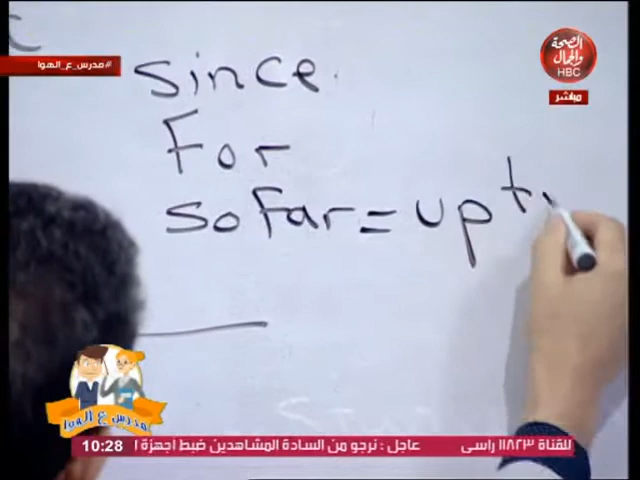 #مدرس_ع_الهوا
الصحة
والجمال
HBC
مباشر
since
For
so far = up t
مدرس ع الهوا
10:28
عاجل : نرجو من السادة المشاهدين ضبط اجهزة ا
للقناة ١١٨٢٣ راسى